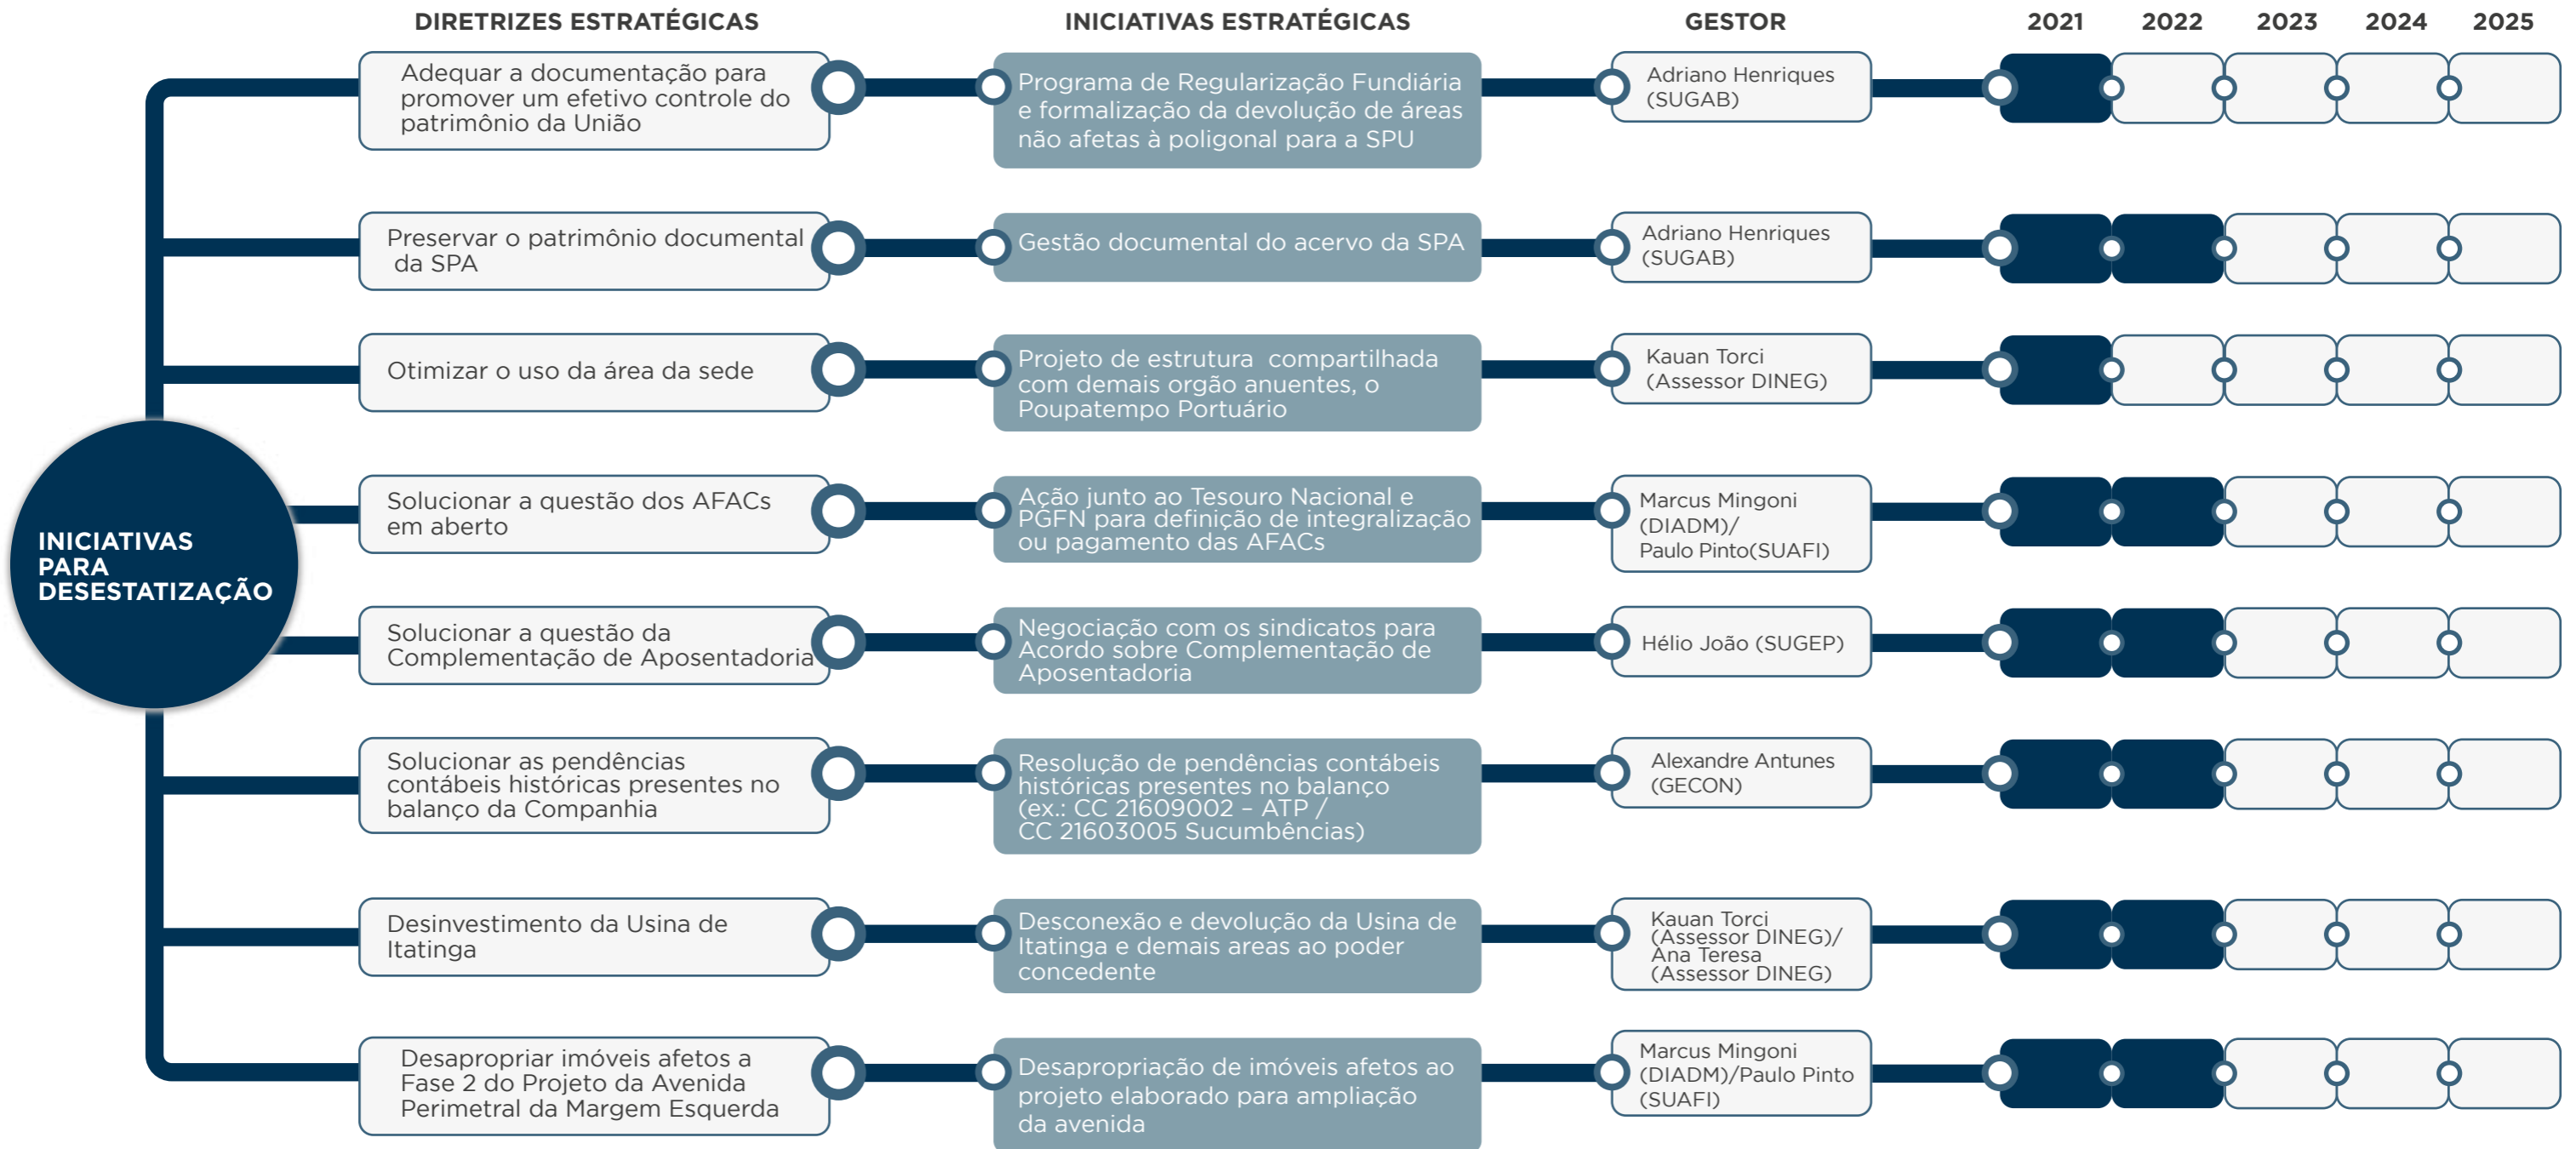 DIRETRIZES ESTRATÉGICAS
INICIATIVAS ESTRATÉGICAS
GESTOR
2021
2022
2023
2024
2025
INICIATIVAS
PARA
DESESTATIZAÇÃO
Adequar a documentação para
promover um efetivo controle do
patrimônio da União
Programa de Regularização Fundiária
e formalização da devolução de áreas
não afetas à poligonal para a SPU
Adriano Henriques
(SUGAB)
Preservar o patrimônio documental
da SPA
Gestão documental do acervo da SPA
Adriano Henriques
(SUGAB)
Otimizar o uso da área da sede
Projeto de estrutura compartilhada
com demais orgão anuentes, o
Poupatempo Portuário
Kauan Torci
(Assessor DINEG)
Solucionar a questão dos AFACs
em aberto
Ação junto ao Tesouro Nacional e
PGFN para definição de integralização
ou pagamento das AFACs
Marcus Mingoni
(DIADM)/
Paulo Pinto(SUAFI)
Solucionar a questão da
Complementação de Aposentadoria
Negociação com os sindicatos para
Acordo sobre Complementação de
Aposentadoria
Hélio João (SUGEP)
Solucionar as pendências
contábeis históricas presentes no
balanço da Companhia
Resolução de pendências contábeis
históricas presentes no balanço
(ex.: CC 21609002 – ATP /
CC 21603005 Sucumbências)
Alexandre Antunes
(GECON)
Desinvestimento da Usina de
Itatinga
Desconexão e devolução da Usina de
Itatinga e demais areas ao poder
concedente
Kauan Torci
(Assessor DINEG)/
Ana Teresa
(Assessor DINEG)
Desapropriar imóveis afetos a
Fase 2 do Projeto da Avenida
Perimetral da Margem Esquerda
Desapropriação de imóveis afetos ao
projeto elaborado para ampliação
da avenida
Marcus Mingoni
(DIADM)/Paulo Pinto
(SUAFI)